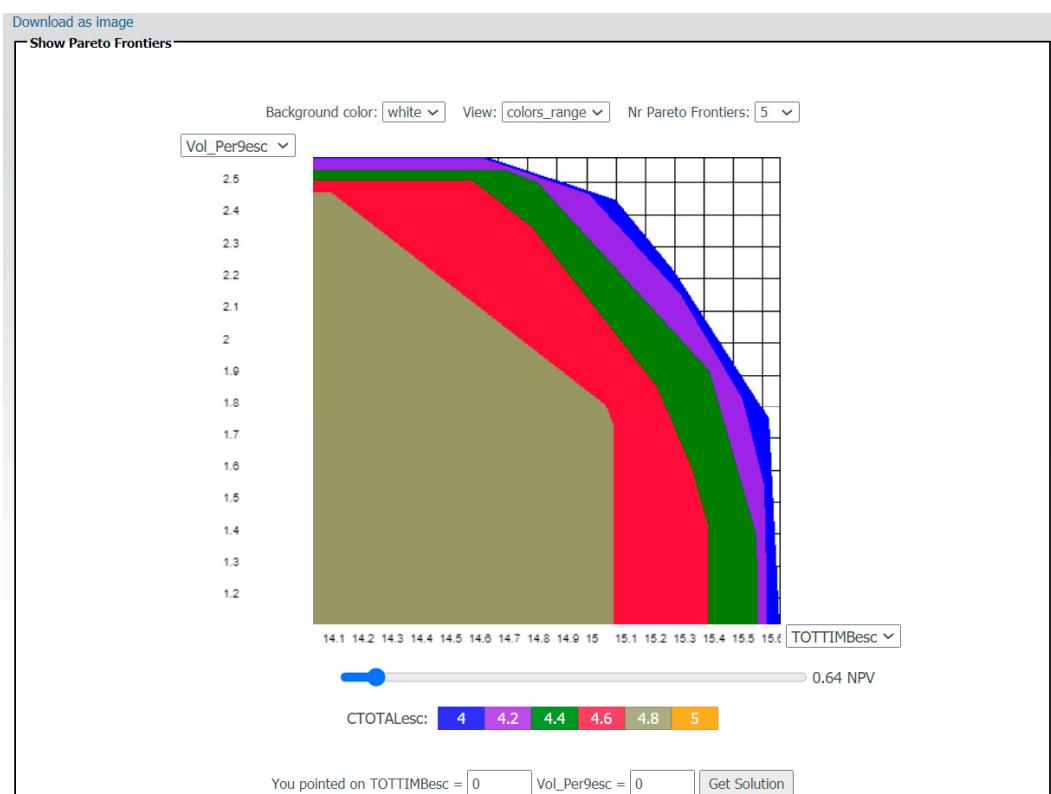 Download as image
Show Pareto Frontiers
Background color: white View: colors_range Nr Pareto Frontiers: 5
Vol_Per9esc
2.5
2.4
2.3
2.2
2.1
2
1.9
1.8
1.7
1.6
1.5
1.4
1.3
1.2
14.1 14.2 14.3 14.4 14.5 14.6 14.7 14.8 14.9 15 15.1 15.2 15.3 15.4 15.5 15.6 TOTTIMBesc
0.64 NPV
CTOTALesc: 4 4.2 4.4 4.6 4.8 5
You pointed on TOTTIMBesc = 0 Vol_Per9esc = 0 Get Solution